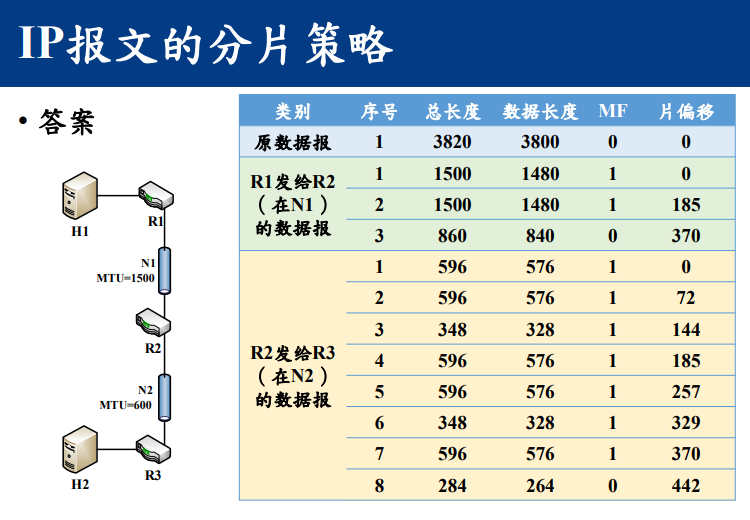 IP报文的分片策略
• 答案
H1
R1
N1
MTU=1500
R2
N2
MTU=600
H2
R3
类别 序号 总长度 数据长度 MF 片偏移
原数据报 1 3820 3800 0 0
R1发给R2
（在N1）
的数据报
1 1500 1480 1 0
2 1500 1480 1 185
3 860 840 0 370
R2发给R3
（在N2）
的数据报
1 596 576 1 0
2 596 576 1 72
3 348 328 1 144
4 596 576 1 185
5 596 576 1 257
6 348 328 1 329
7 596 576 1 370
8 284 264 0 442